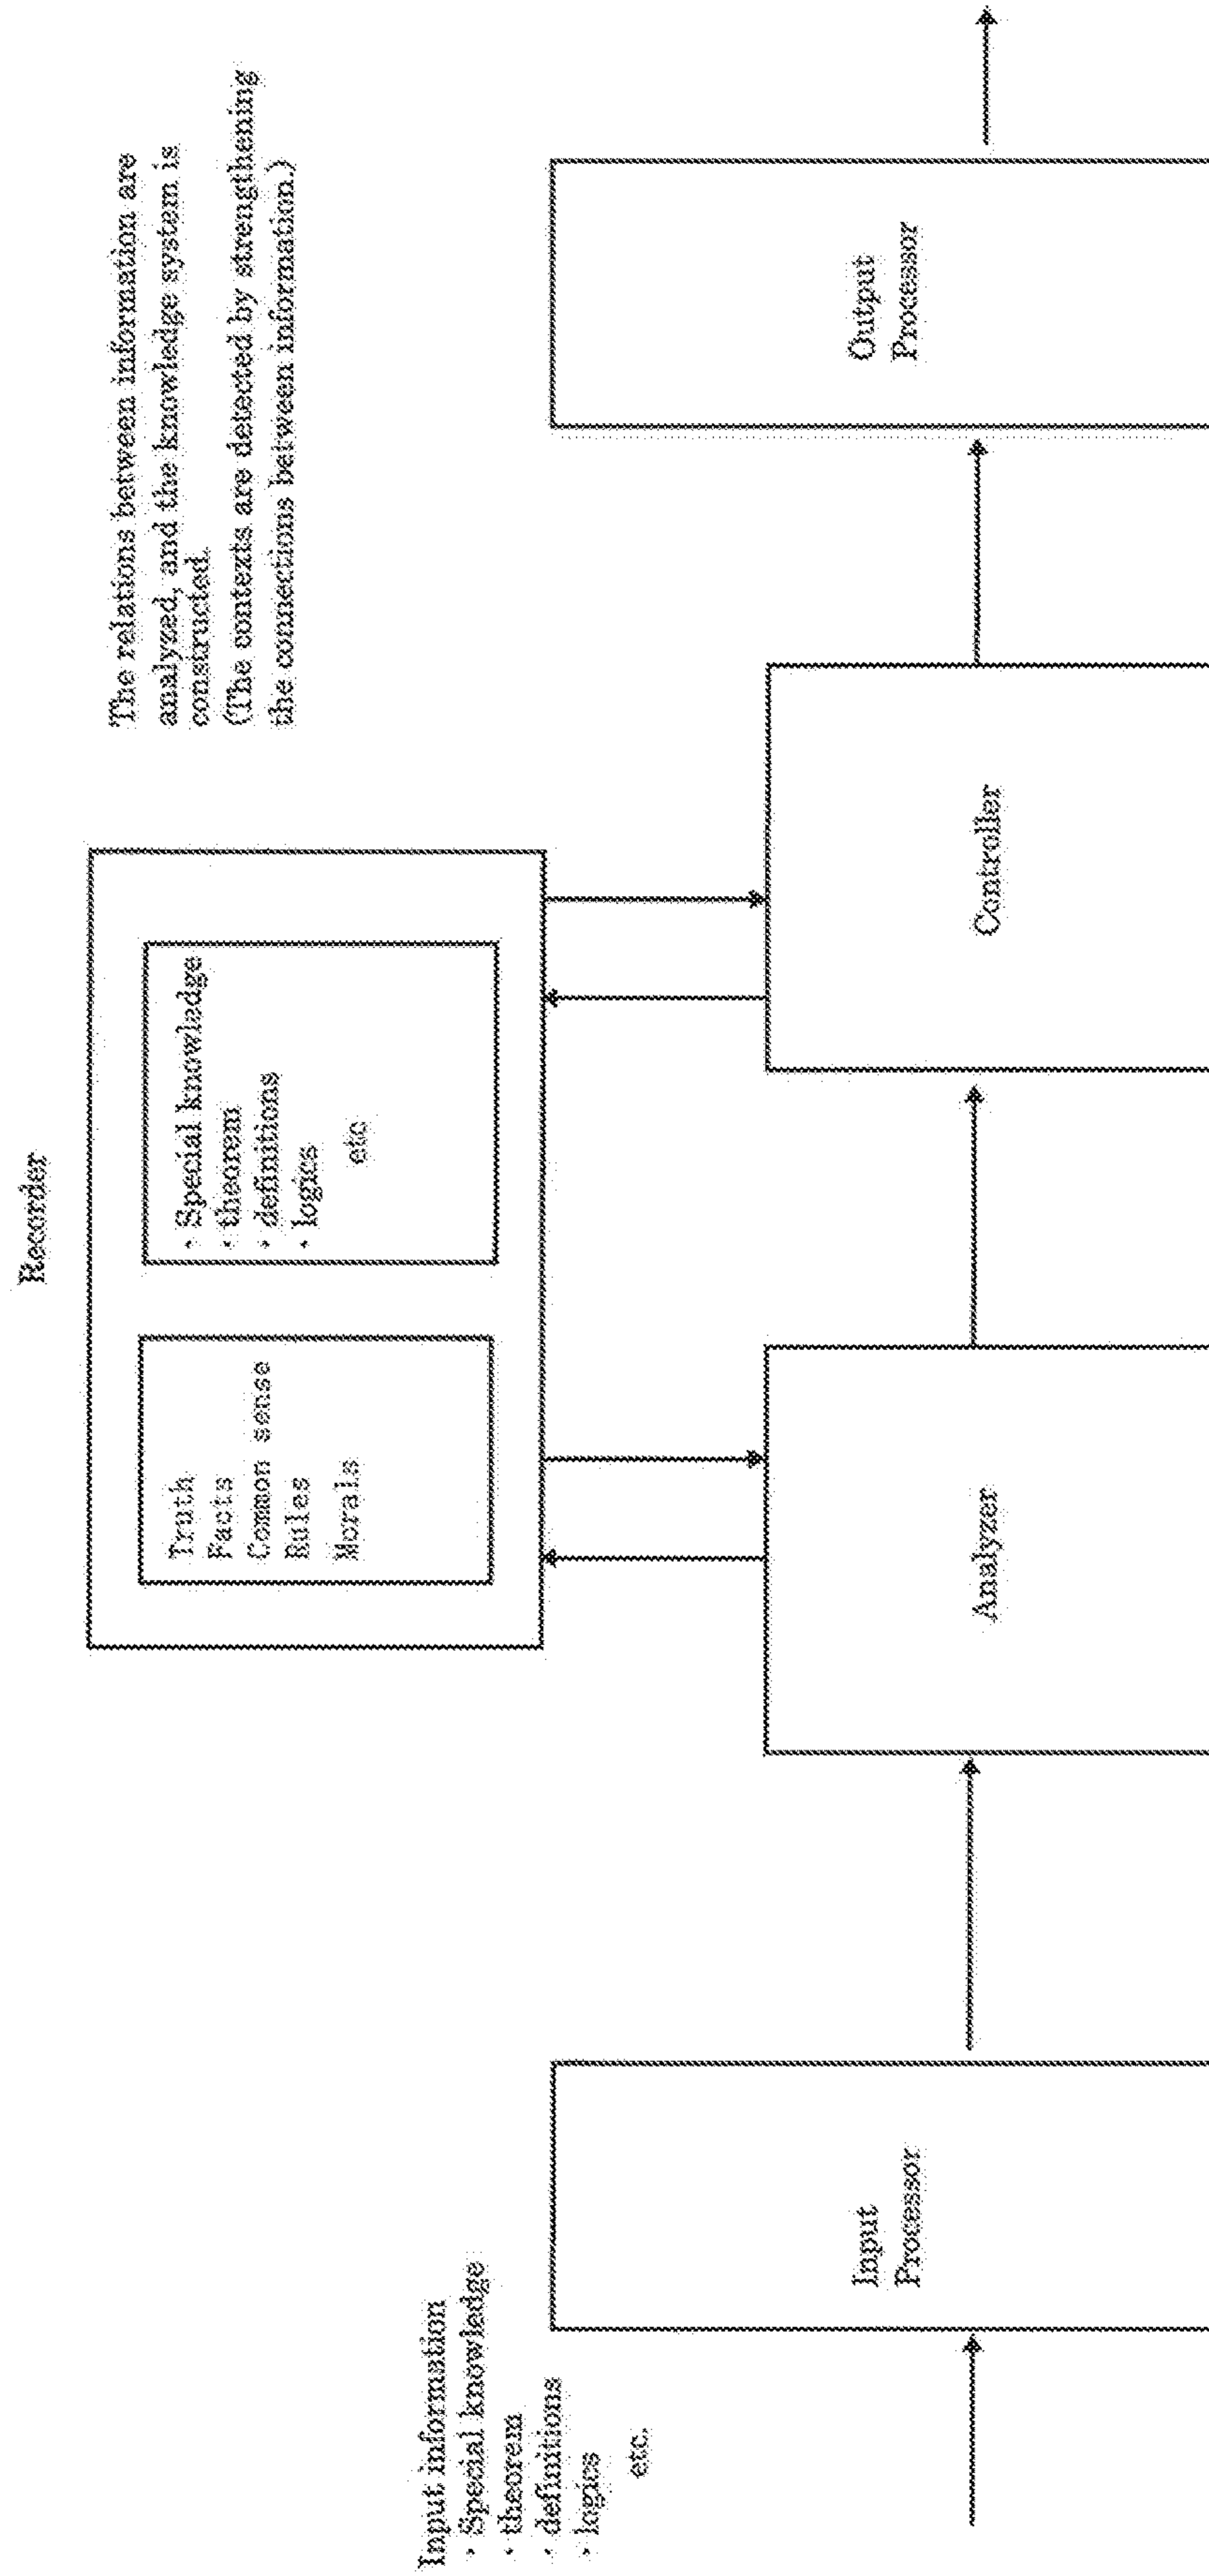 Recorder
The relations between information are
analyzed, and the knowledge system is
constructed.
(The contexts are detected by strengthening
the connections between information.)
Truth
Facts
Common sense
Rules
Morals
・Special knowledge
・theorem
・definitions
・logics
etc
Input information
・Special knowledge
・theorem
・definitions
・logics
etc.
Input
Processor
Analyzer
Controller
Output
Processor